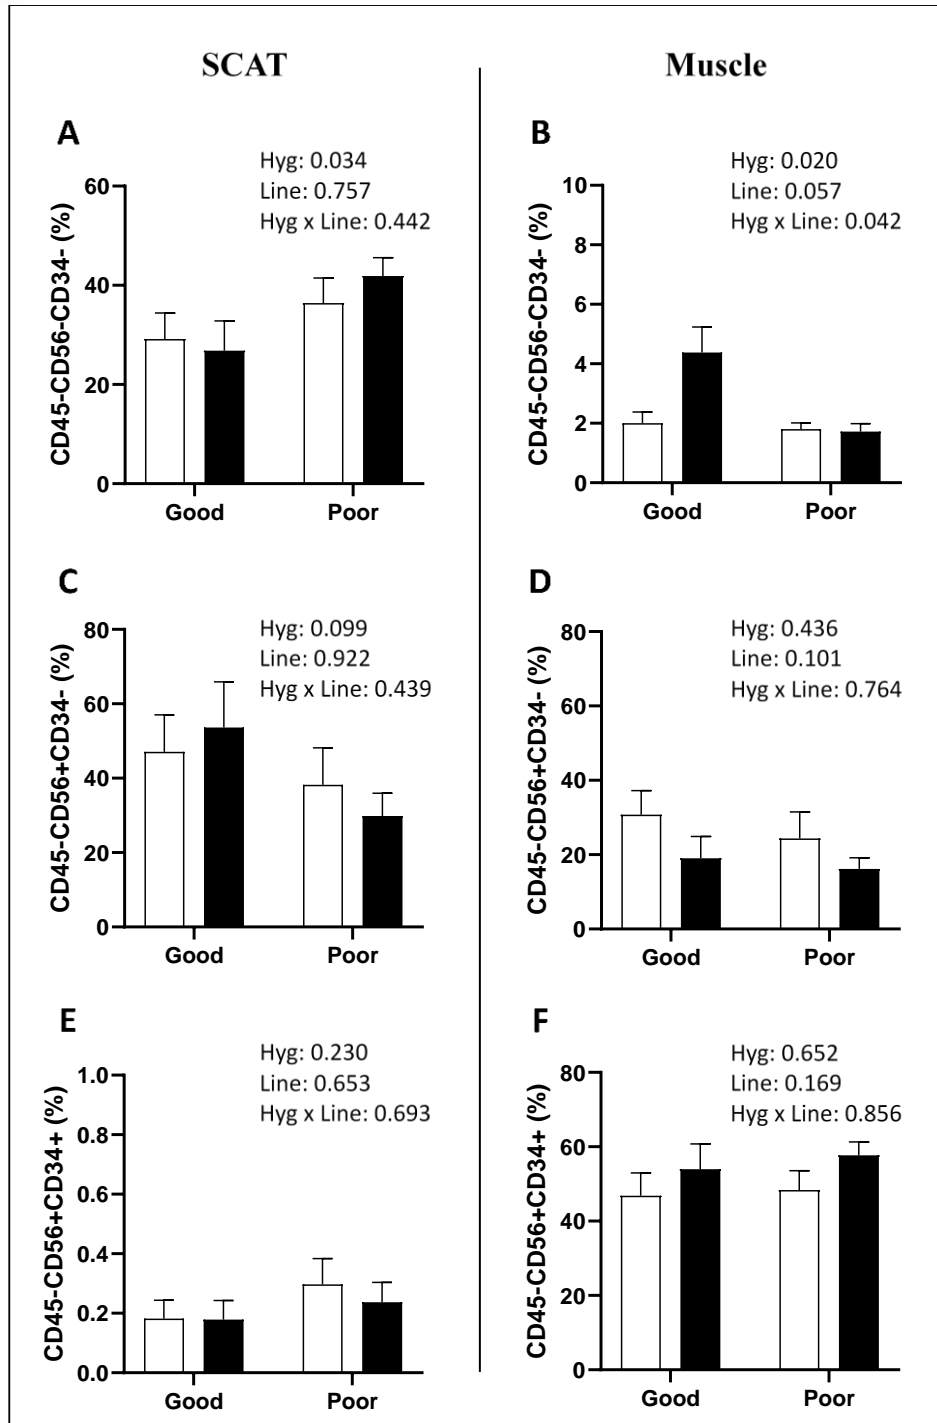 SCAT
Muscle
A
Hyg: 0.034
Line: 0.757
Hyg x Line: 0.442
CD45-CD56-CD34- (%)
60
40
20
0
Good
Poor
B
Hyg: 0.020
Line: 0.057
Hyg x Line: 0.042
CD45-CD56-CD34- (%)
10
8
6
4
2
0
Good
Poor
C
Hyg: 0.099
Line: 0.922
Hyg x Line: 0.439
CD45-CD56+CD34- (%)
80
60
40
20
0
Good
Poor
D
Hyg: 0.436
Line: 0.101
Hyg x Line: 0.764
CD45-CD56+CD34- (%)
80
60
40
20
0
Good
Poor
E
Hyg: 0.230
Line: 0.653
Hyg x Line: 0.693
CD45-CD56+CD34+ (%)
1.0
0.8
0.6
0.4
0.2
0.0
Good
Poor
F
Hyg: 0.652
Line: 0.169
Hyg x Line: 0.856
CD45-CD56+CD34+ (%)
80
60
40
20
0
Good
Poor